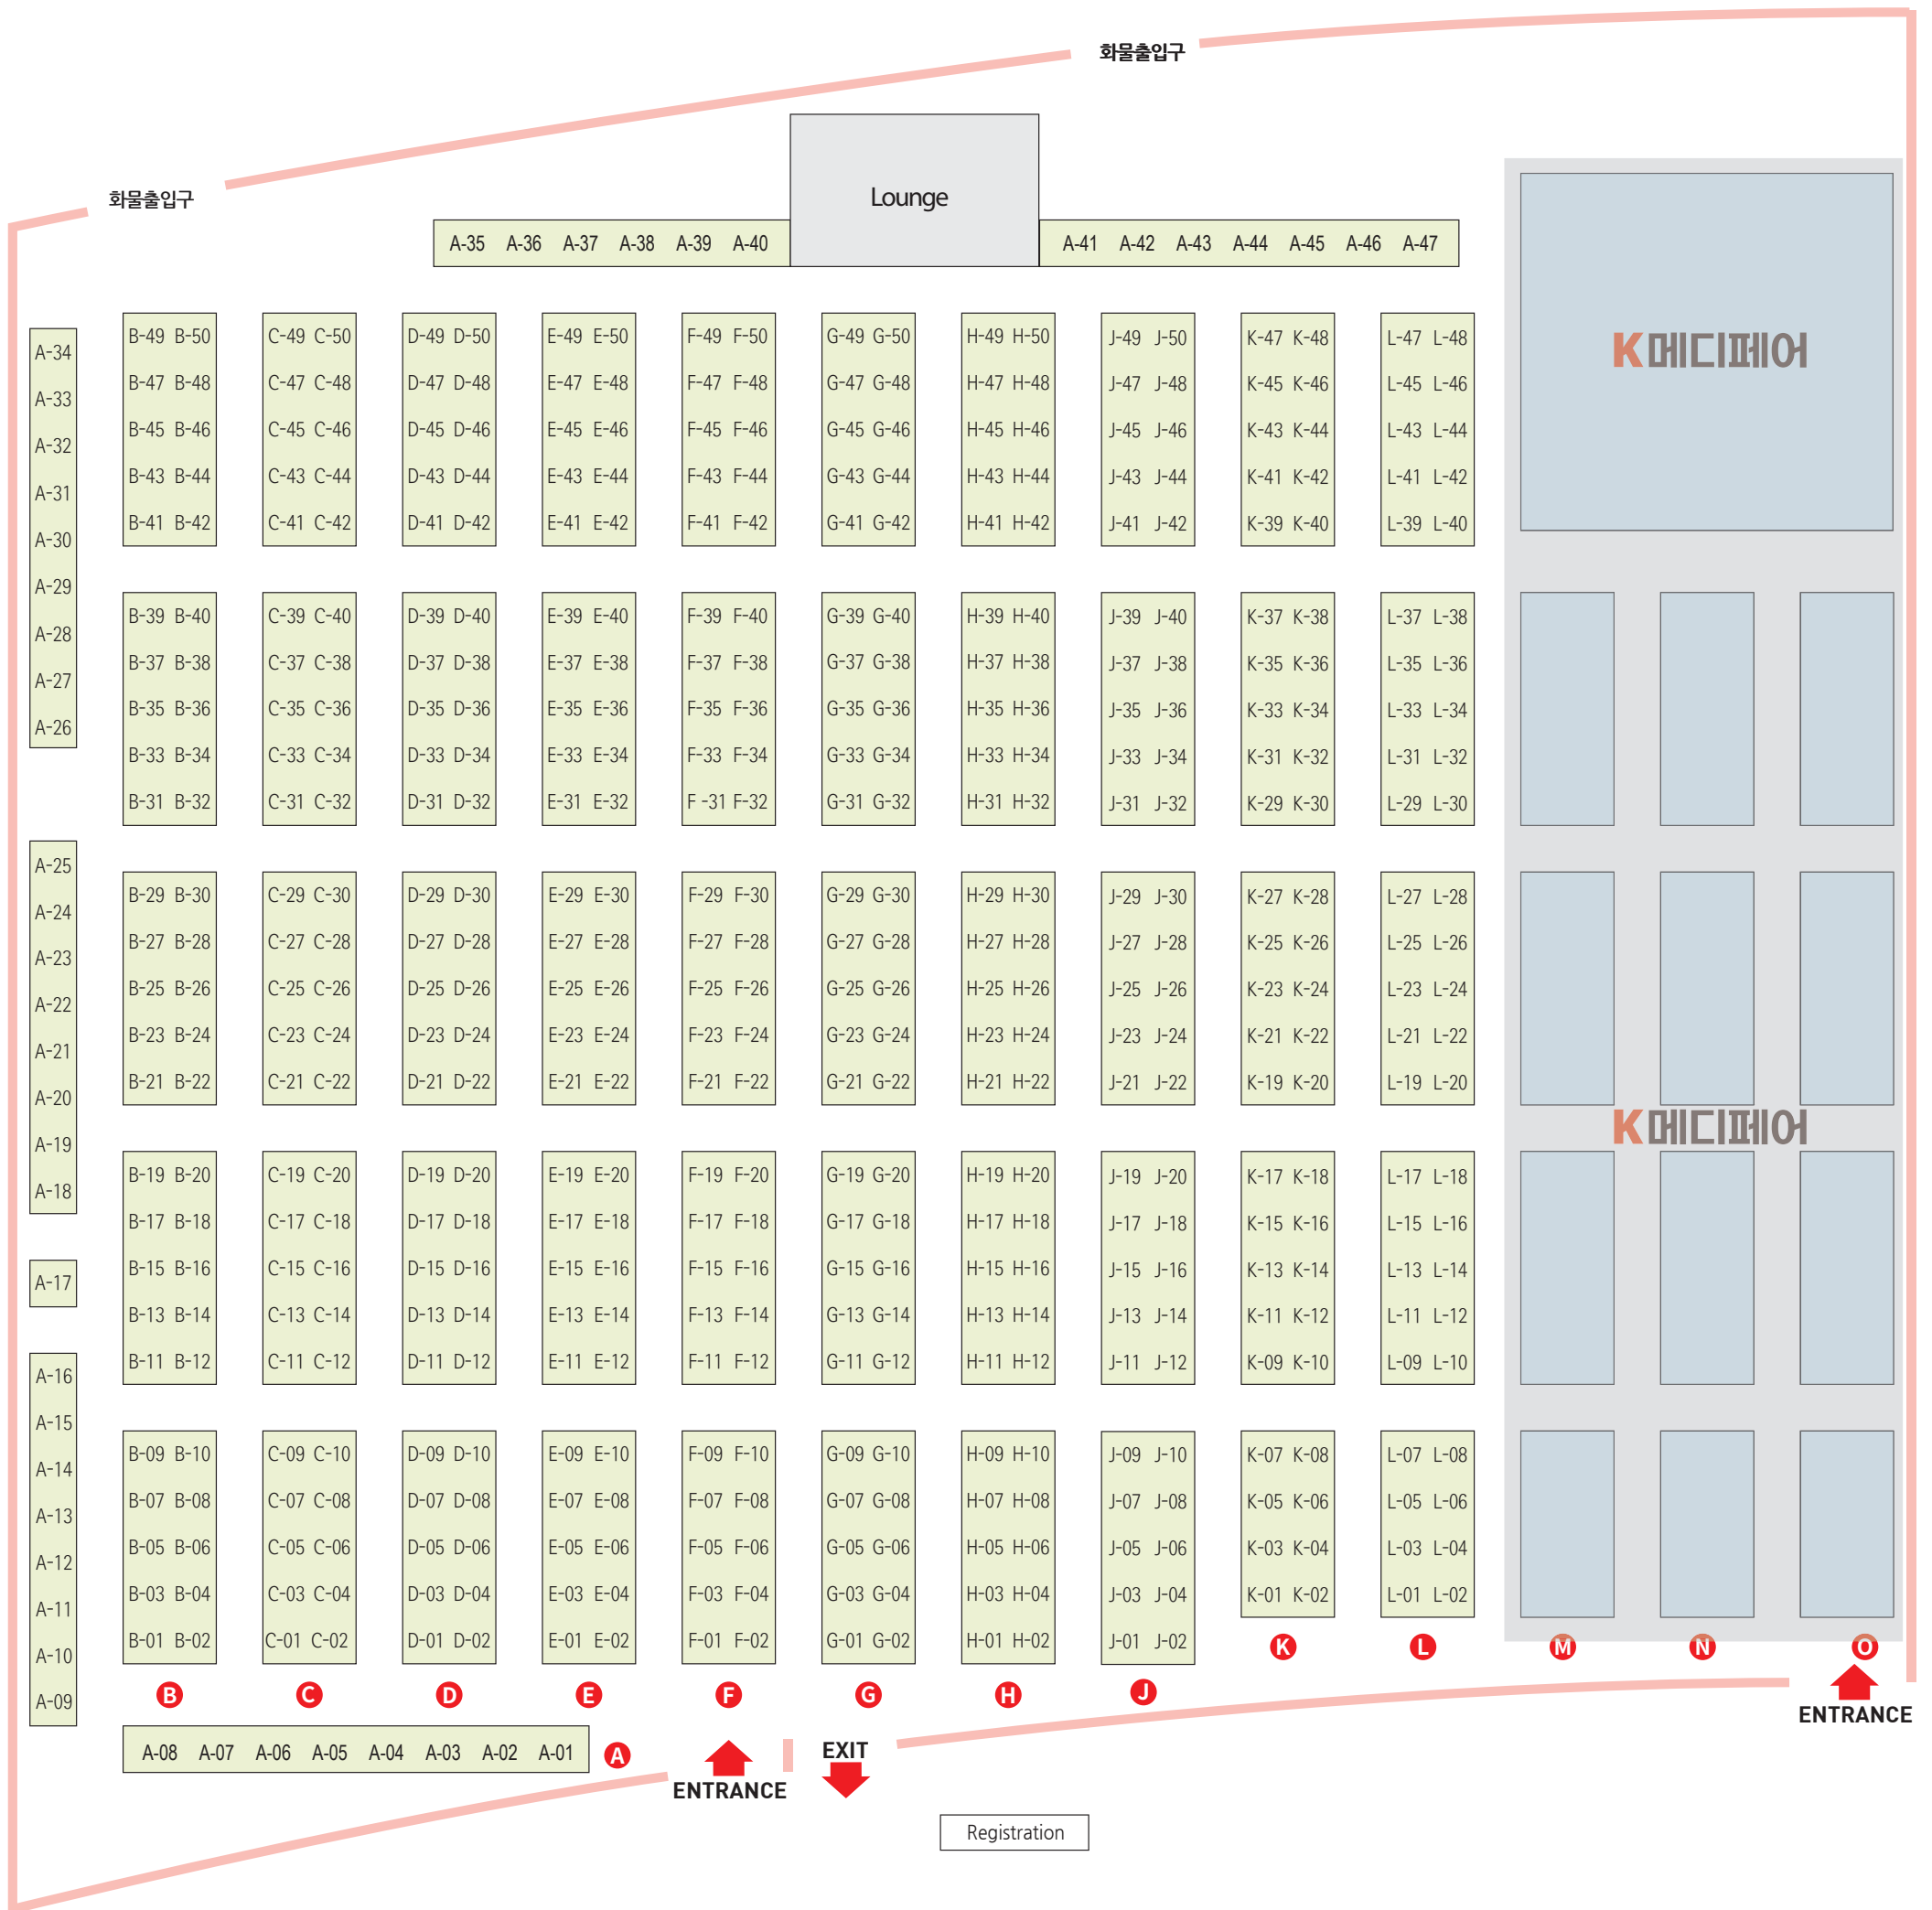 화물출입구
화물출입구
Lounge
A-35 A-36 A-37 A-38 A-39 A-40
A-41 A-42 A-43 A-44 A-45 A-46 A-47
A-34
A-33
A-32
A-31
A-30
A-29
A-28
A-27
A-26
A-25
A-24
A-23
A-22
A-21
A-20
A-19
A-18
A-17
A-16
A-15
A-14
A-13
A-12
A-11
A-10
A-09
B-49 B-50 C-49 C-50 D-49 D-50 E-49 E-50 F-49 F-50 G-49 G-50 H-49 H-50 J-49 J-50 K-47 K-48 L-47 L-48
B-47 B-48 C-47 C-48 D-47 D-48 E-47 E-48 F-47 F-48 G-47 G-48 H-47 H-48 J-47 J-48 K-45 K-46 L-45 L-46
B-45 B-46 C-45 C-46 D-45 D-46 E-45 E-46 F-45 F-46 G-45 G-46 H-45 H-46 J-45 J-46 K-43 K-44 L-43 L-44
B-43 B-44 C-43 C-44 D-43 D-44 E-43 E-44 F-43 F-44 G-43 G-44 H-43 H-44 J-43 J-44 K-41 K-42 L-41 L-42
B-41 B-42 C-41 C-42 D-41 D-42 E-41 E-42 F-41 F-42 G-41 G-42 H-41 H-42 J-41 J-42 K-39 K-40 L-39 L-40
K메디페어
B-39 B-40 C-39 C-40 D-39 D-40 E-39 E-40 F-39 F-40 G-39 G-40 H-39 H-40 J-39 J-40 K-37 K-38 L-37 L-38
B-37 B-38 C-37 C-38 D-37 D-38 E-37 E-38 F-37 F-38 G-37 G-38 H-37 H-38 J-37 J-38 K-35 K-36 L-35 L-36
B-35 B-36 C-35 C-36 D-35 D-36 E-35 E-36 F-35 F-36 G-35 G-36 H-35 H-36 J-35 J-36 K-33 K-34 L-33 L-34
B-33 B-34 C-33 C-34 D-33 D-34 E-33 E-34 F-33 F-34 G-33 G-34 H-33 H-34 J-33 J-34 K-31 K-32 L-31 L-32
B-31 B-32 C-31 C-32 D-31 D-32 E-31 E-32 F -31 F-32 G-31 G-32 H-31 H-32 J-31 J-32 K-29 K-30 L-29 L-30
B-29 B-30 C-29 C-30 D-29 D-30 E-29 E-30 F-29 F-30 G-29 G-30 H-29 H-30 J-29 J-30 K-27 K-28 L-27 L-28
B-27 B-28 C-27 C-28 D-27 D-28 E-27 E-28 F-27 F-28 G-27 G-28 H-27 H-28 J-27 J-28 K-25 K-26 L-25 L-26
B-25 B-26 C-25 C-26 D-25 D-26 E-25 E-26 F-25 F-26 G-25 G-26 H-25 H-26 J-25 J-26 K-23 K-24 L-23 L-24
B-23 B-24 C-23 C-24 D-23 D-24 E-23 E-24 F-23 F-24 G-23 G-24 H-23 H-24 J-23 J-24 K-21 K-22 L-21 L-22
B-21 B-22 C-21 C-22 D-21 D-22 E-21 E-22 F-21 F-22 G-21 G-22 H-21 H-22 J-21 J-22 K-19 K-20 L-19 L-20
K메디페어
B-19 B-20 C-19 C-20 D-19 D-20 E-19 E-20 F-19 F-20 G-19 G-20 H-19 H-20 J-19 J-20 K-17 K-18 L-17 L-18
B-17 B-18 C-17 C-18 D-17 D-18 E-17 E-18 F-17 F-18 G-17 G-18 H-17 H-18 J-17 J-18 K-15 K-16 L-15 L-16
B-15 B-16 C-15 C-16 D-15 D-16 E-15 E-16 F-15 F-16 G-15 G-16 H-15 H-16 J-15 J-16 K-13 K-14 L-13 L-14
B-13 B-14 C-13 C-14 D-13 D-14 E-13 E-14 F-13 F-14 G-13 G-14 H-13 H-14 J-13 J-14 K-11 K-12 L-11 L-12
B-11 B-12 C-11 C-12 D-11 D-12 E-11 E-12 F-11 F-12 G-11 G-12 H-11 H-12 J-11 J-12 K-09 K-10 L-09 L-10
B-09 B-10 C-09 C-10 D-09 D-10 E-09 E-10 F-09 F-10 G-09 G-10 H-09 H-10 J-09 J-10 K-07 K-08 L-07 L-08
B-07 B-08 C-07 C-08 D-07 D-08 E-07 E-08 F-07 F-08 G-07 G-08 H-07 H-08 J-07 J-08 K-05 K-06 L-05 L-06
B-05 B-06 C-05 C-06 D-05 D-06 E-05 E-06 F-05 F-06 G-05 G-06 H-05 H-06 J-05 J-06 K-03 K-04 L-03 L-04
B-03 B-04 C-03 C-04 D-03 D-04 E-03 E-04 F-03 F-04 G-03 G-04 H-03 H-04 J-03 J-04 K-01 K-02 L-01 L-02
B-01 B-02 C-01 C-02 D-01 D-02 E-01 E-02 F-01 F-02 G-01 G-02 H-01 H-02 J-01 J-02
K L M N O
B C D E F G H J
ENTRANCE
A-08 A-07 A-06 A-05 A-04 A-03 A-02 A-01 A
EXIT
ENTRANCE
Registration